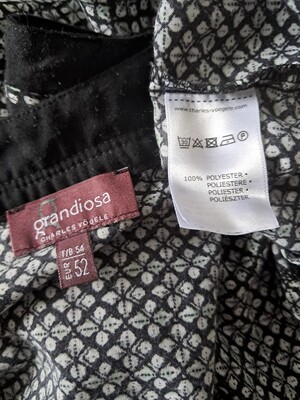 www.charles-voegele.com
100% POLYESTER •
POLIESTERE •
POLIESTER •
POLIÉSZTER.
grandiosa
CHARLES VÖGELE
F/B 54
EUR 52